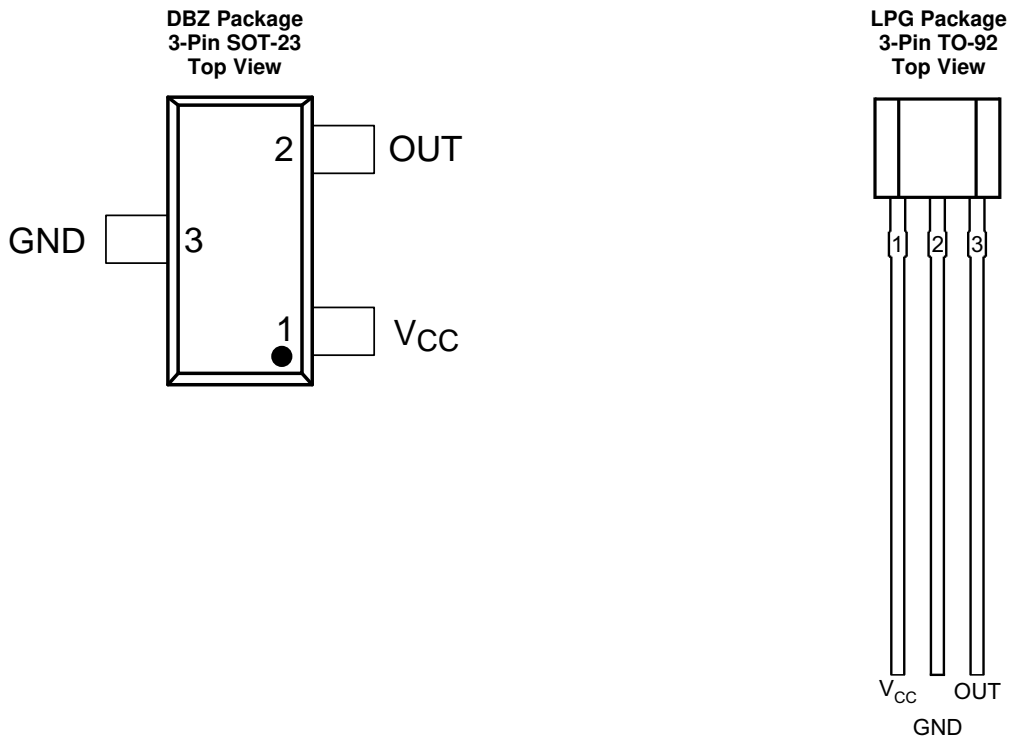 DBZ Package
3-Pin SOT-23
Top View
2
OUT
GND
3
1
VCC
LPG Package
3-Pin TO-92
Top View
1
2
3
VCC
OUT
GND